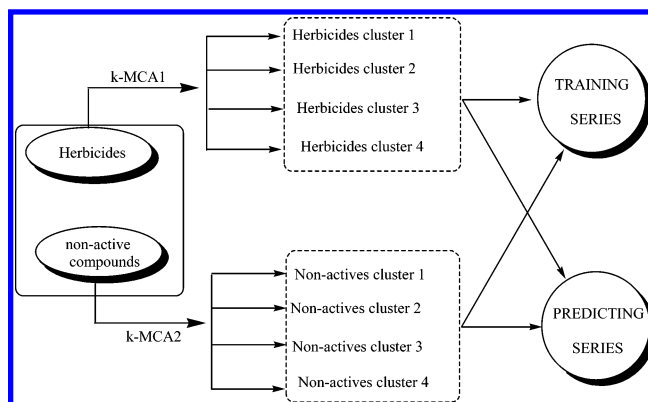 k-MCA1
Herbicides
non-active
compounds
k-MCA2
Herbicides cluster 1
Herbicides cluster 2
Herbicides cluster 3
Herbicides cluster 4
Non-actives cluster 1
Non-actives cluster 2
Non-actives cluster 3
Non-actives cluster 4
TRAINING
SERIES
PREDICTING
SERIES